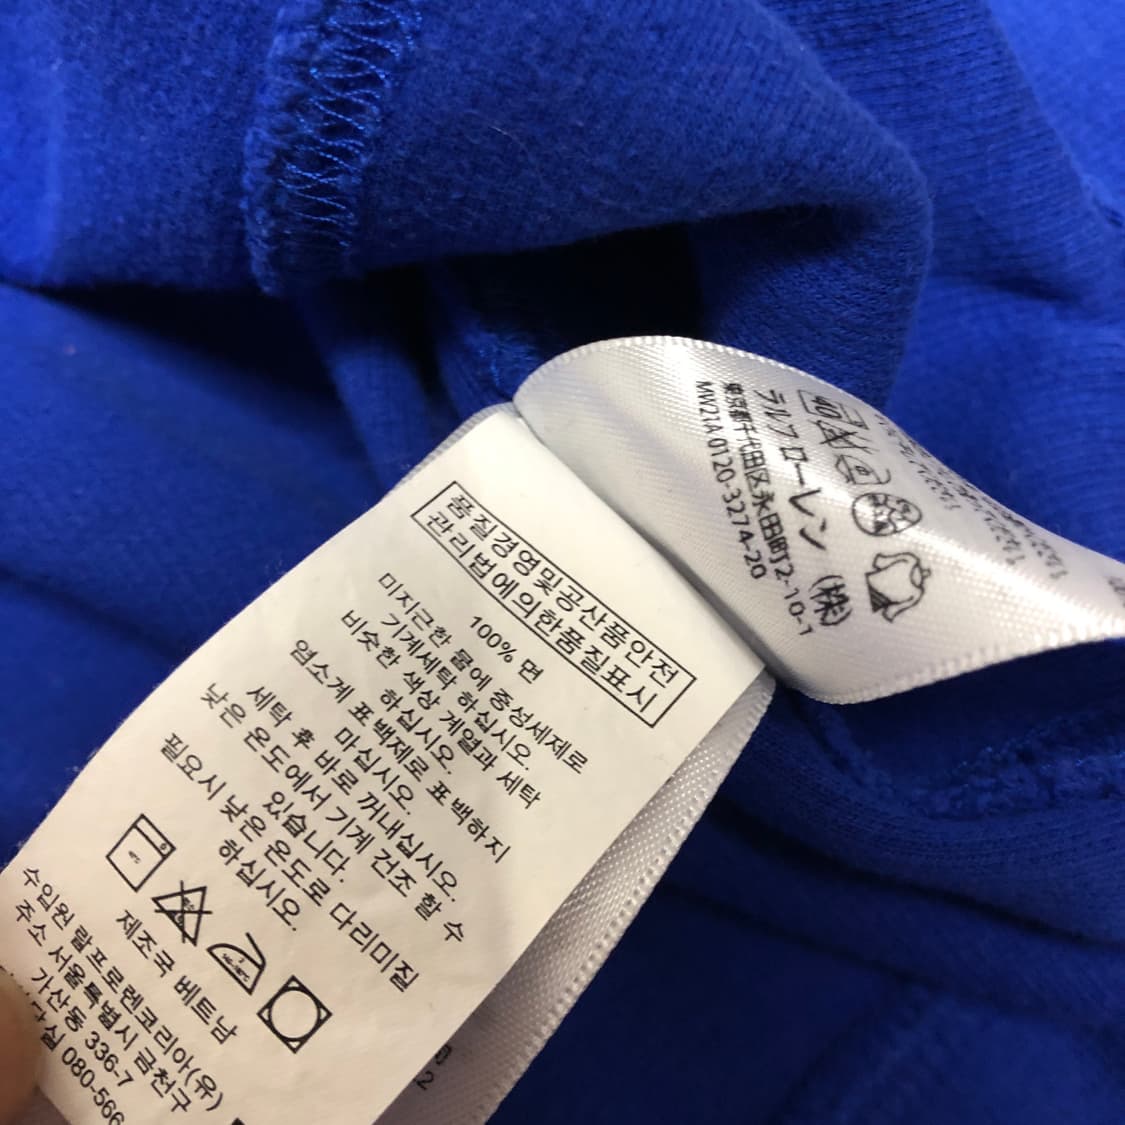 품질경영및공산품안전
관리법에의한품질표시
100% 면
미지근한 물에 중성세제로
기계세탁 하십시오.
비슷한 색상 계열과 세탁
하십시오.
염소계 표백제로 표백하지
마십시오.
세탁 후 바로 꺼내십시오.
낮은 온도에서 기계 건조 할 수
있습니다.
필요시 낮은 온도로 다리미질
하십시오.
제조국 베트남
수입원 랄프로렌코리아(유)
주소 서울특별시 금천구
가산동 336-7
080-566
40
ラルフ ローレン (株)
東京都千代田区永田町2-10-1
MW21A 0120-3274-20